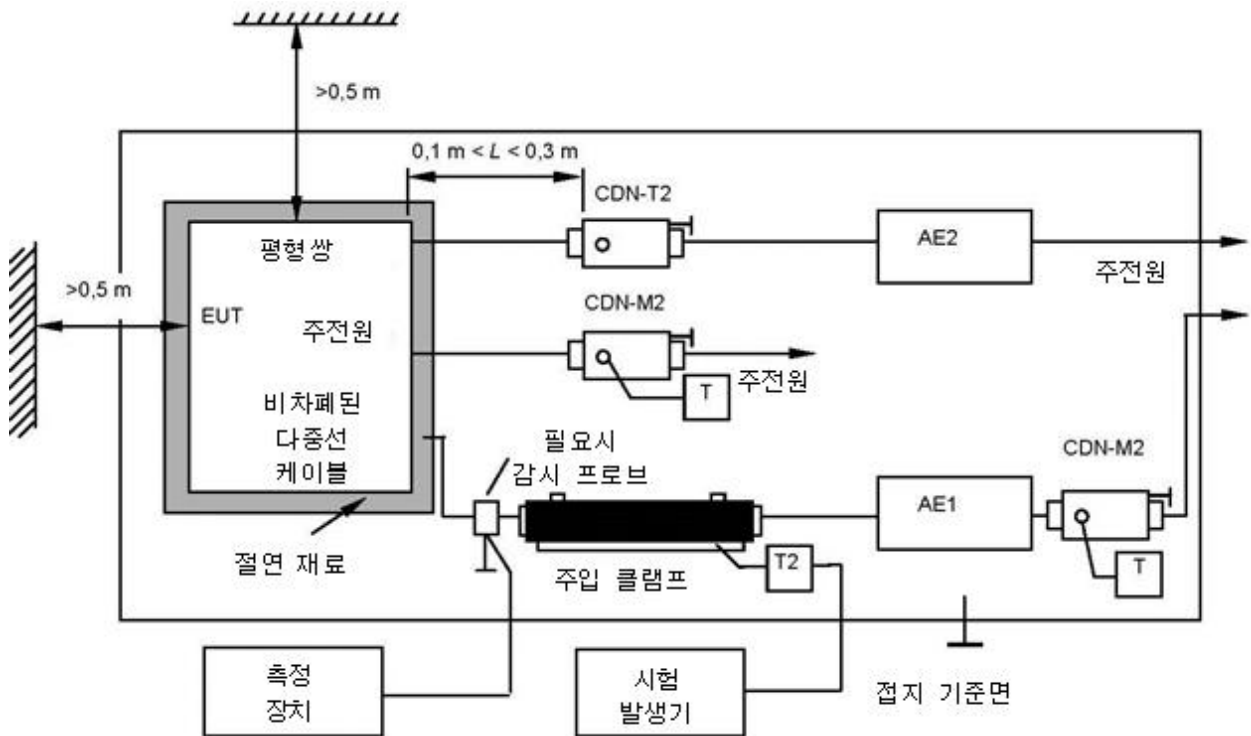 >0,5 m
0,1 m < L < 0,3 m
CDN-T2
평형쌍
AE2
주전원
>0,5 m
EUT
CDN-M2
주전원
주전원
T
비차폐된
다중선
케이블
필요시
감시 프로브
CDN-M2
AE1
절연 재료
주입 클램프
T2
T
측정
장치
시험
발생기
접지 기준면